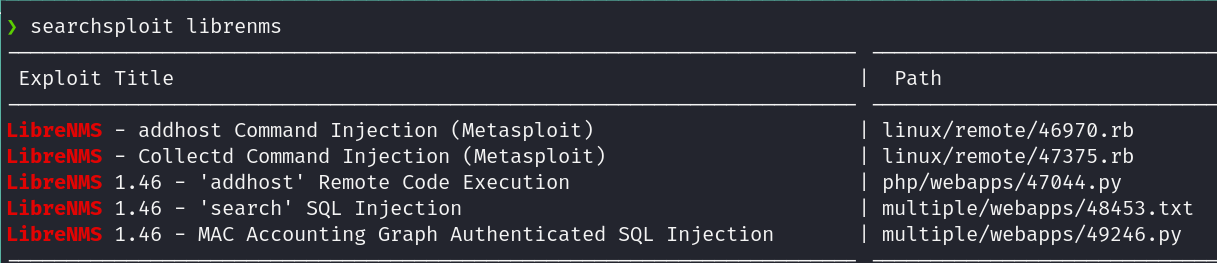 ❯ searchsploit librenms
Exploit Title | Path
LibreNMS - addhost Command Injection (Metasploit) | linux/remote/46970.rb
LibreNMS - Collectd Command Injection (Metasploit) | linux/remote/47375.rb
LibreNMS 1.46 - 'addhost' Remote Code Execution | php/webapps/47044.py
LibreNMS 1.46 - 'search' SQL Injection | multiple/webapps/48453.txt
LibreNMS 1.46 - MAC Accounting Graph Authenticated SQL Injection | multiple/webapps/49246.py